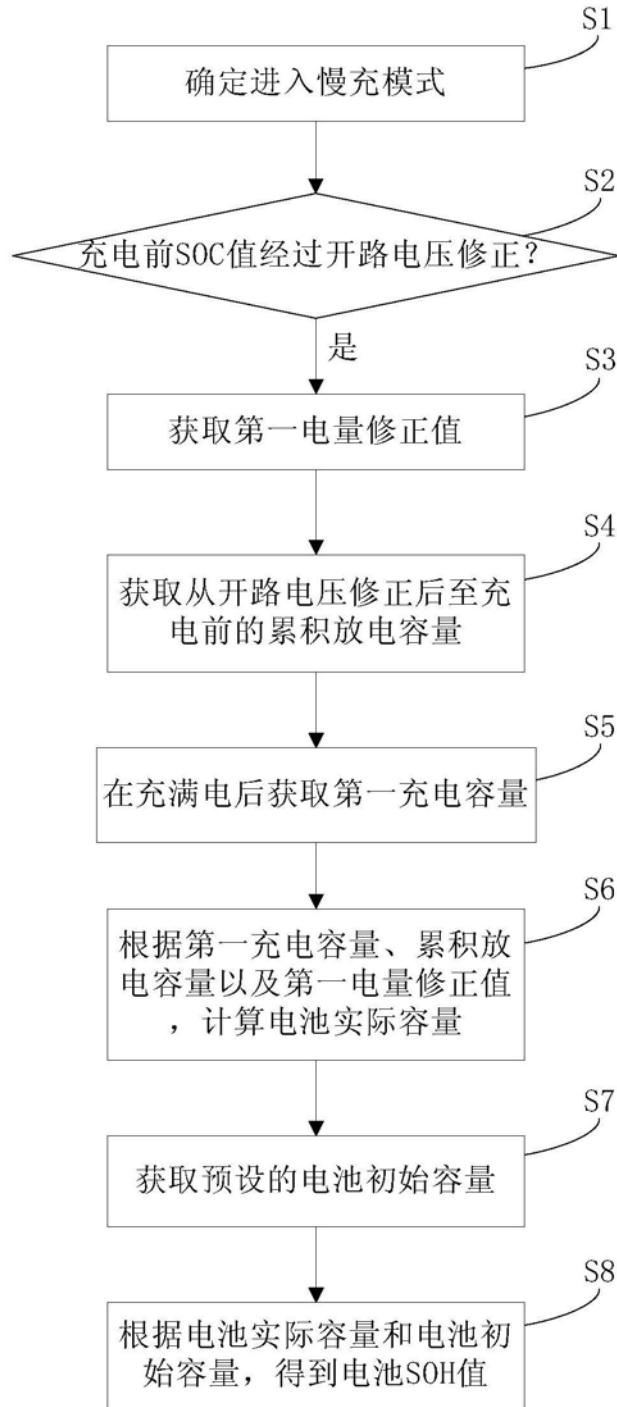 S1
确定进入慢充模式
S2
充电前SOC值经过开路电压修正？
是
S3
获取第一电量修正值
S4
获取从开路电压修正后至充
电前的累积放电容量
S5
在充满电后获取第一充电容量
S6
根据第一充电容量、累积放
电容量以及第一电量修正值
，计算电池实际容量
S7
获取预设的电池初始容量
S8
根据电池实际容量和电池初
始容量，得到电池SOH值